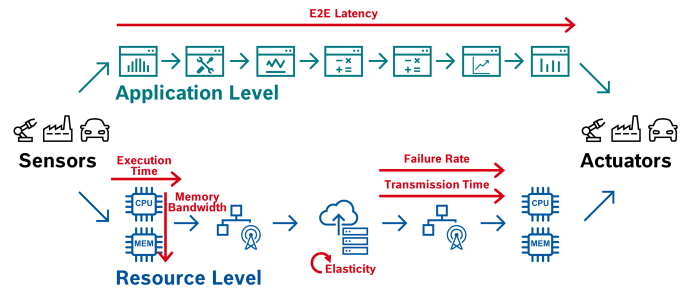 E2E Latency
Application Level
Sensors
Actuators
Execution
Time
Memory
Bandwidth
Failure Rate
Transmission Time
CPU
MEM
Elasticity
CPU
MEM
Resource Level